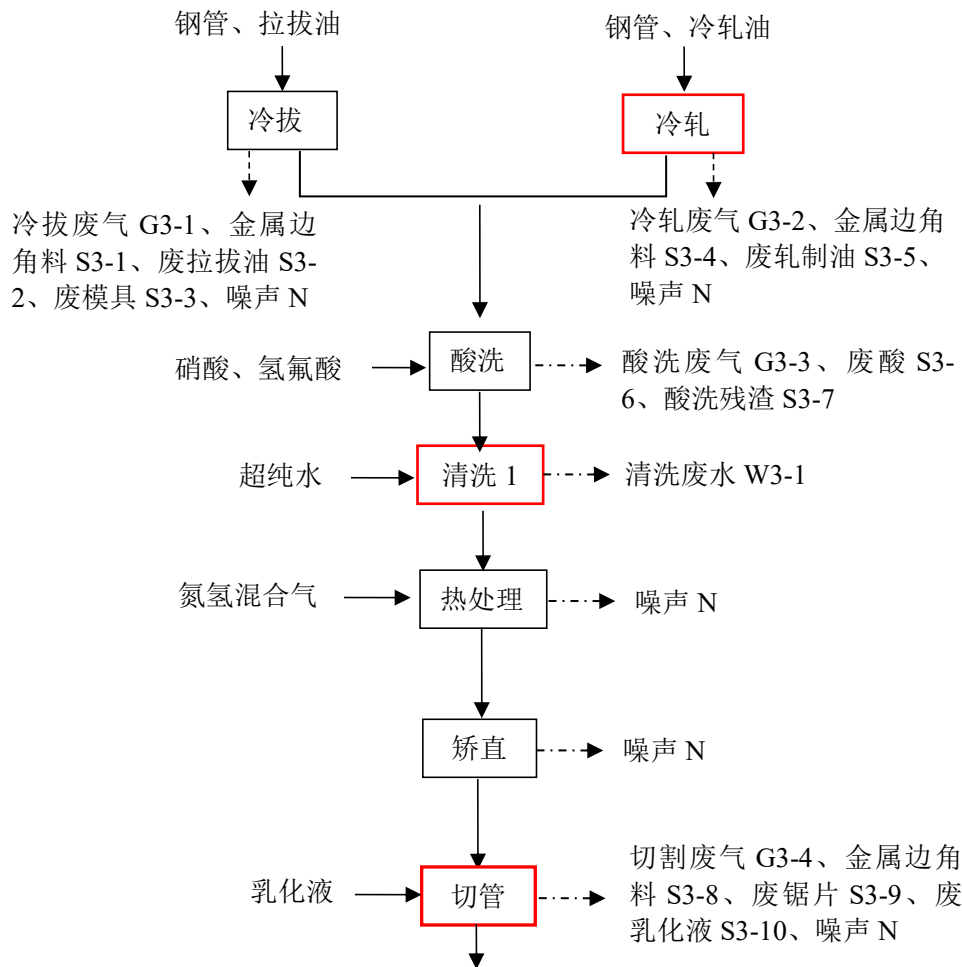 钢管、拉拔油
钢管、冷轧油
冷拔
冷轧
冷拔废气 G3-1、金属边
角料 S3-1、废拉拔油 S3-
2、废模具 S3-3、噪声 N
冷轧废气 G3-2、金属边角
料 S3-4、废轧制油 S3-5、
噪声 N
硝酸、氢氟酸
酸洗
酸洗废气 G3-3、废酸 S3-
6、酸洗残渣 S3-7
超纯水
清洗 1
清洗废水 W3-1
氮氢混合气
热处理
噪声 N
矫直
噪声 N
乳化液
切管
切割废气 G3-4、金属边角
料 S3-8、废锯片 S3-9、废
乳化液 S3-10、噪声 N